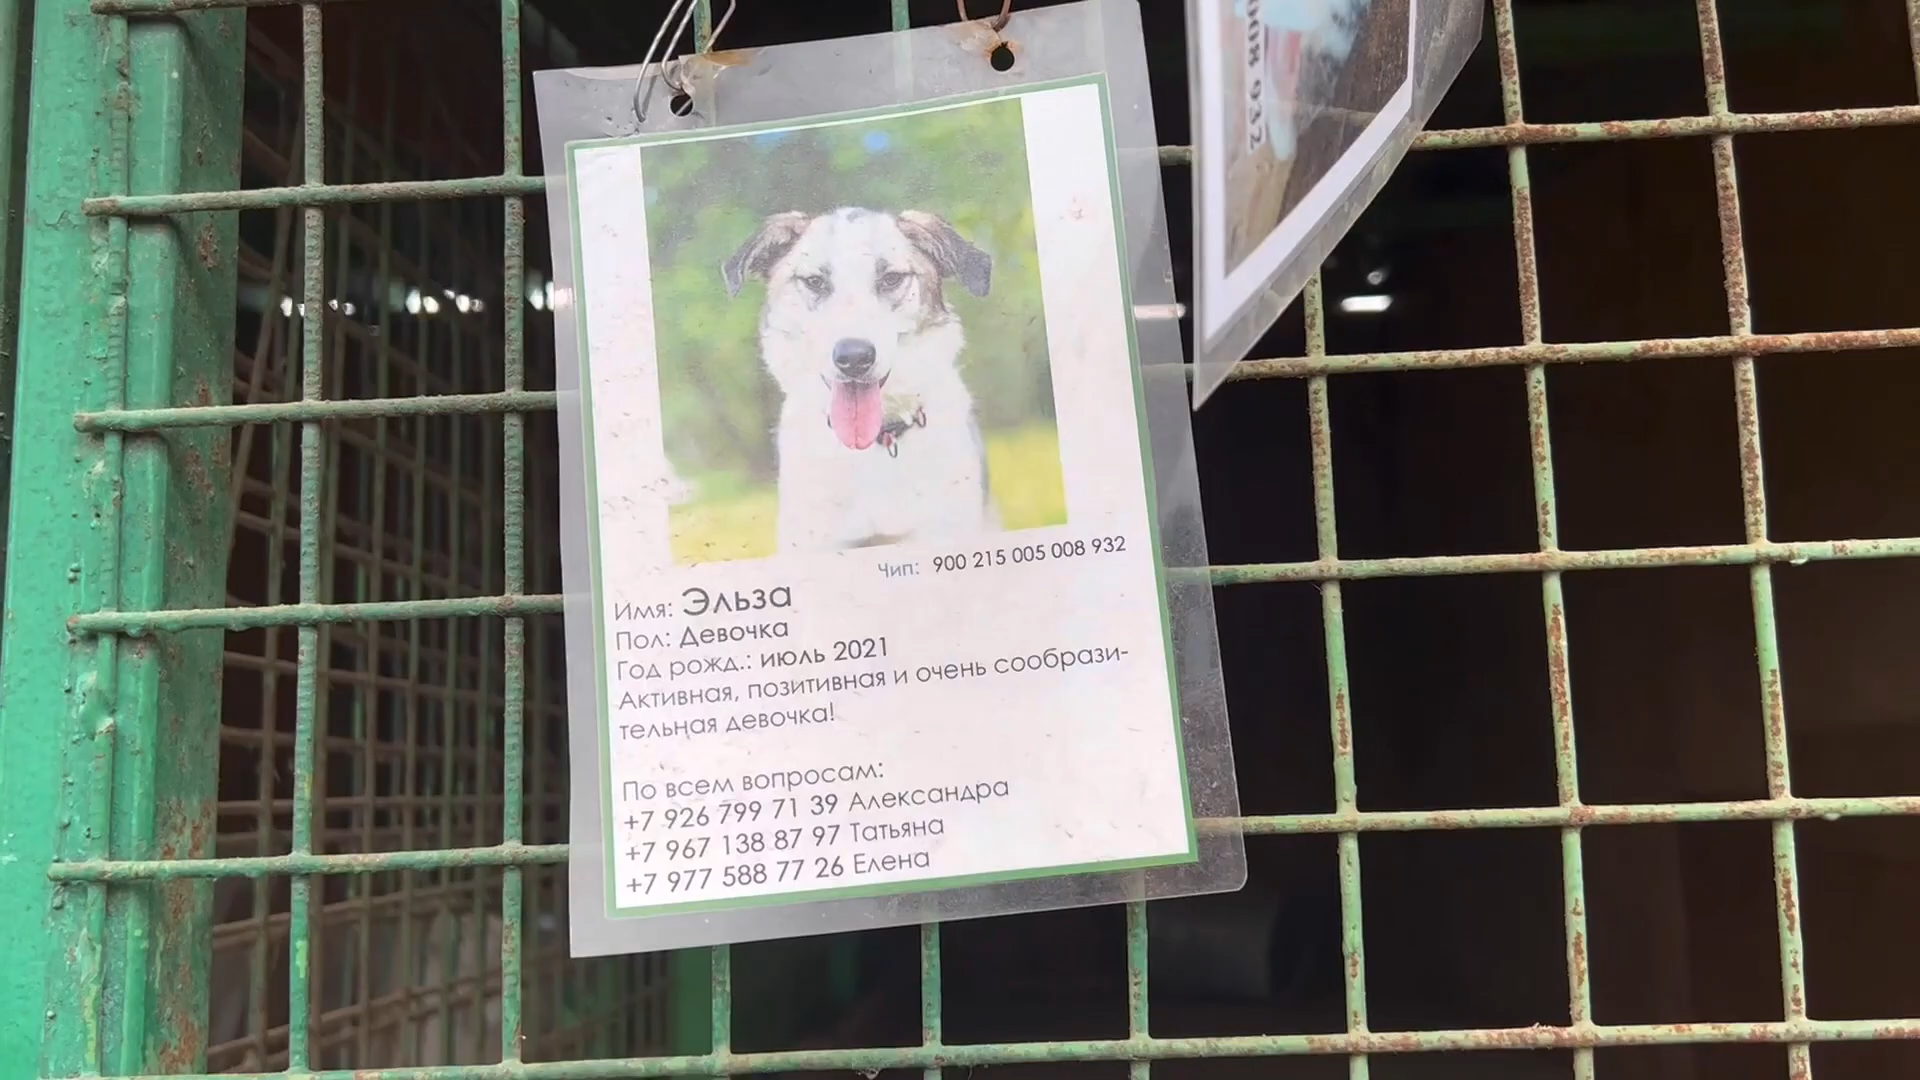 Чип: 900 215 005 008 932
Имя: Эльза
Пол: Девочка
Год рожд.: июль 2021
Активная, позитивная и очень сообрази-
тельная девочка!
По всем вопросам:
+7 926 799 71 39 Александра
+7 967 138 87 97 Татьяна
+7 977 588 77 26 Елена
008 932